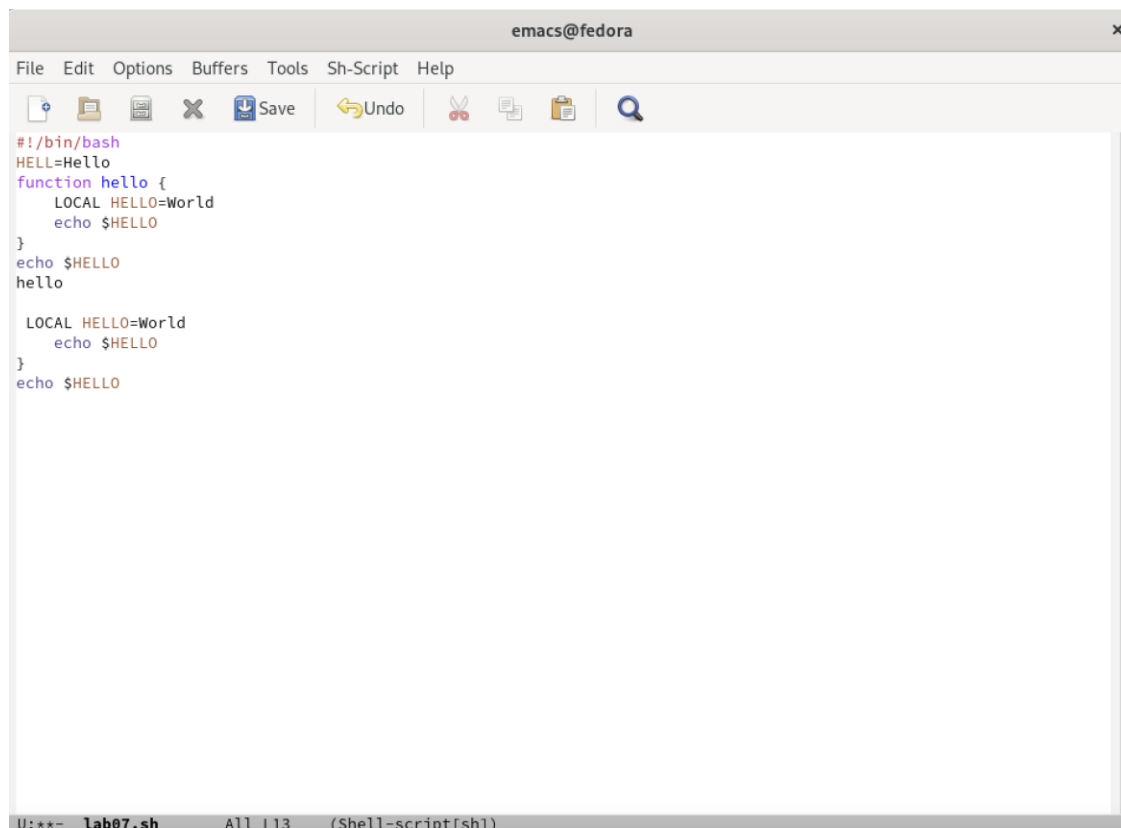 emacs@fedora
File Edit Options Buffers Tools Sh-Script Help
Save Undo
#!/bin/bash
HELL=Hello
function hello {
    LOCAL HELLO=World
    echo $HELLO
}
echo $HELLO
hello

 LOCAL HELLO=World
    echo $HELLO
}
echo $HELLO
U:**- lab07.sh All L13 (Shell-script[sh])